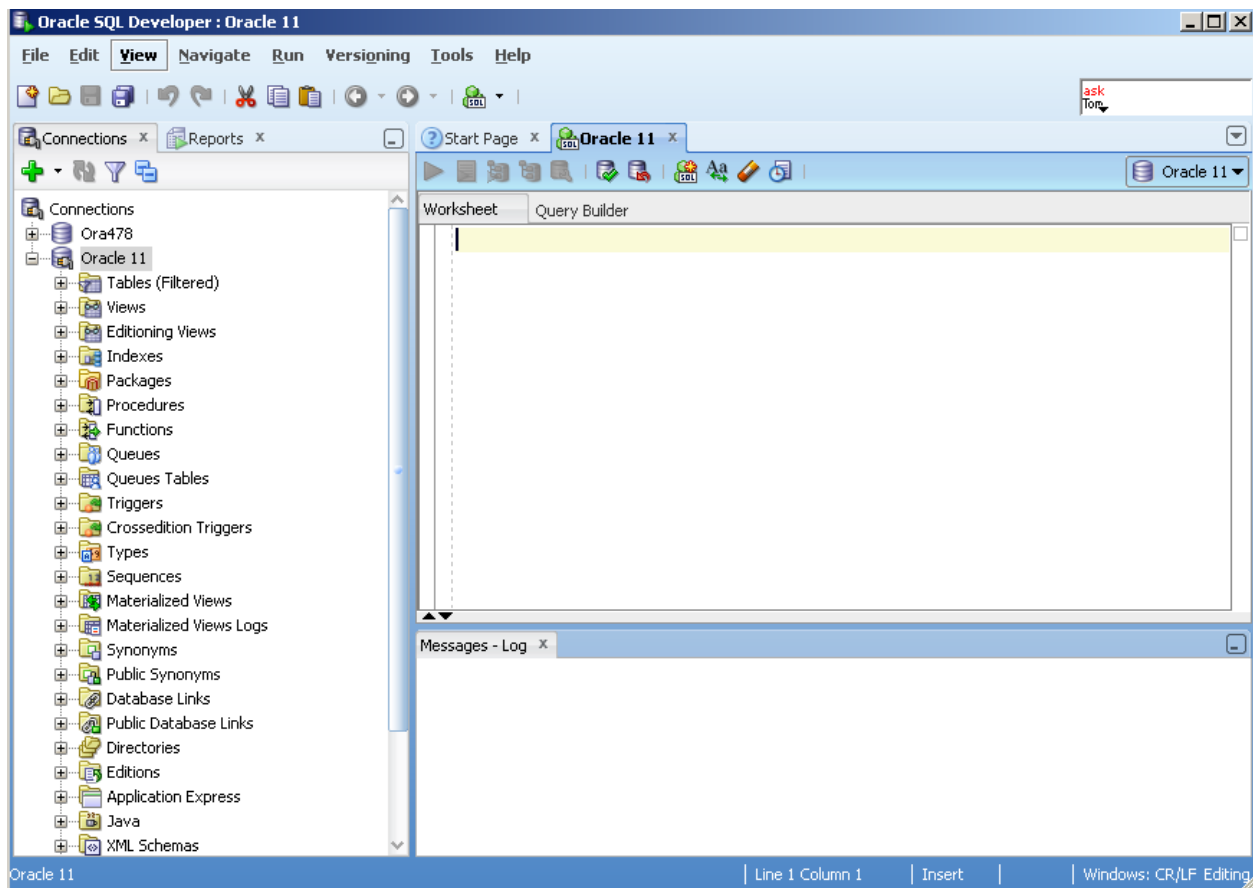 Oracle SQL Developer : Oracle 11
File Edit View Navigate Run Versioning Tools Help
ask
Tom
Connections x Reports x
Start Page x Oracle 11 x
Oracle 11
Worksheet Query Builder
Connections
Ora478
Oracle 11
Tables (Filtered)
Views
Editioning Views
Indexes
Packages
Procedures
Functions
Queues
Queues Tables
Triggers
Crossedition Triggers
Types
Sequences
Materialized Views
Materialized Views Logs
Synonyms
Public Synonyms
Database Links
Public Database Links
Directories
Editions
Application Express
Java
XML Schemas
Messages - Log x
Oracle 11 Line 1 Column 1 Insert Windows: CR/LF Editing